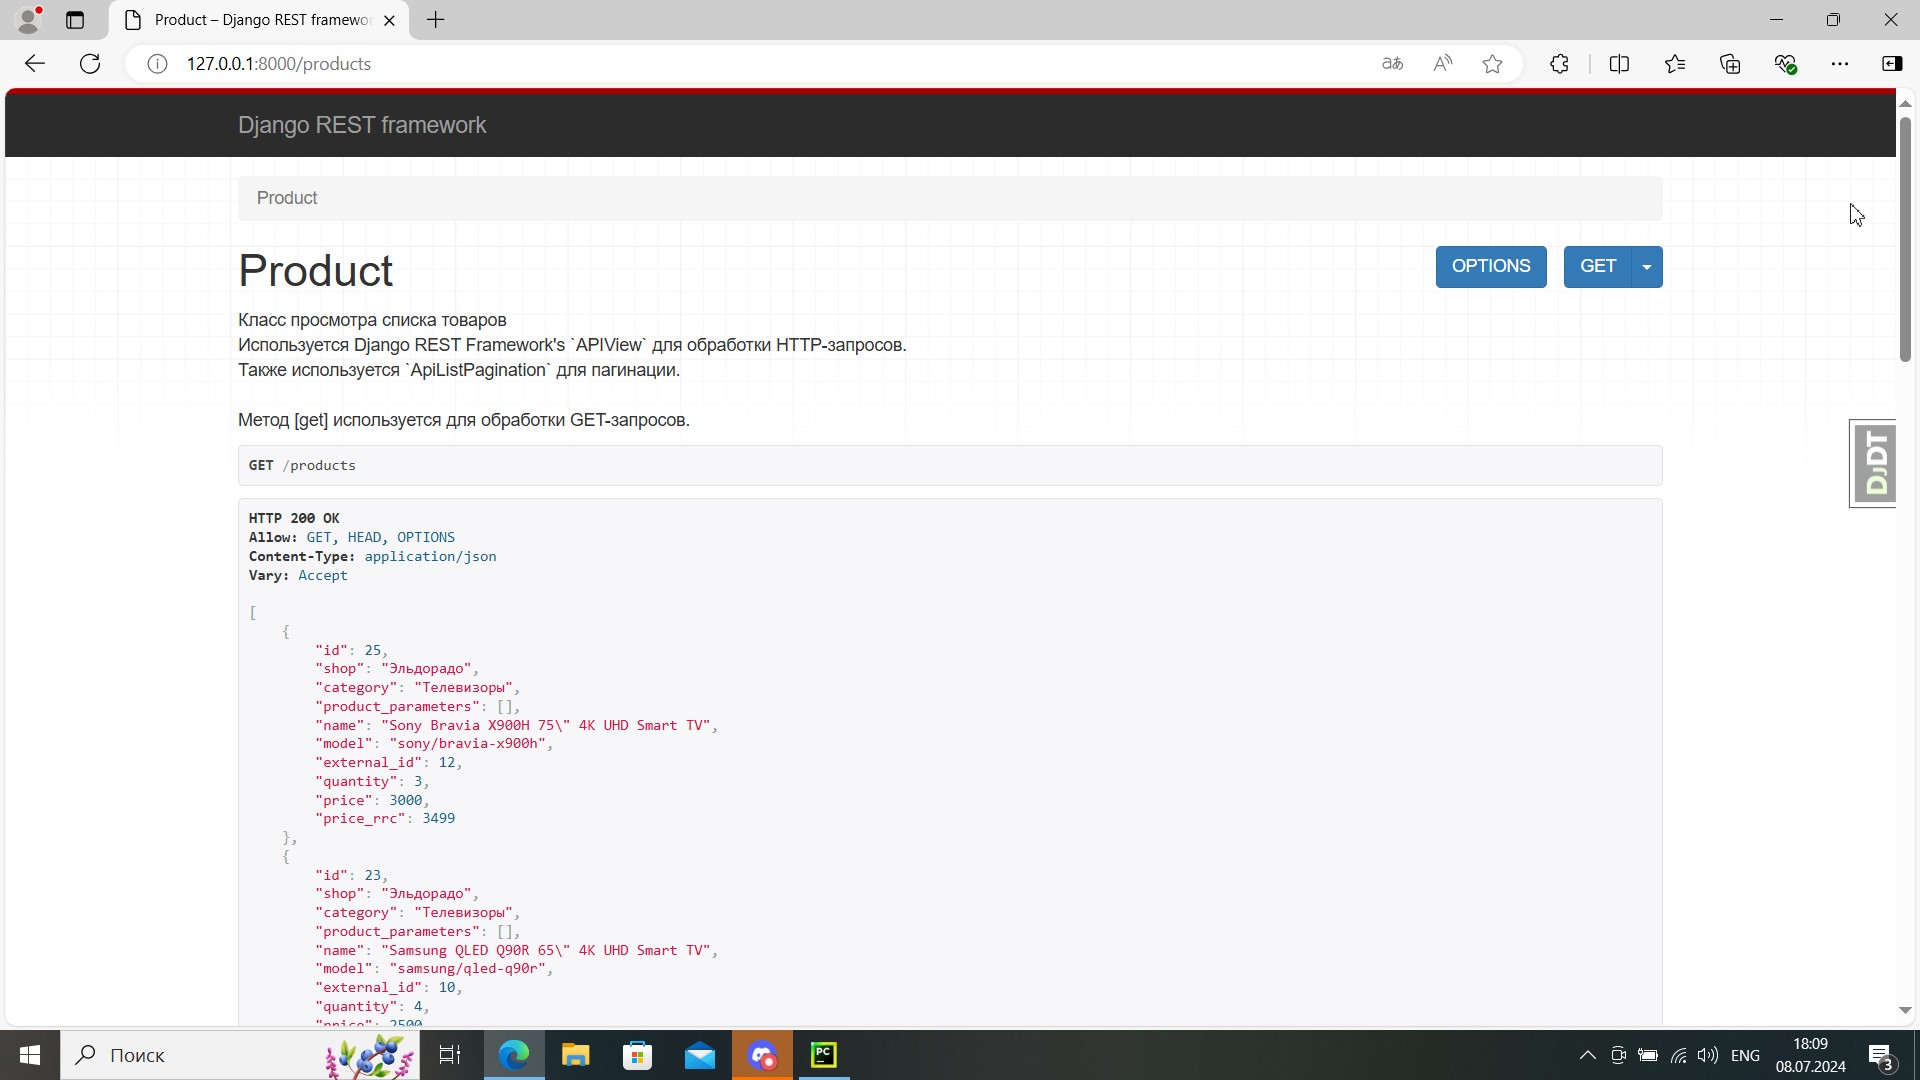 Product – Django REST framewo
127.0.0.1:8000/products
Django REST framework
Product
Product
OPTIONS
GET
Класс просмотра списка товаров
Используется Django REST Framework's `APIView` для обработки HTTP-запросов.
Также используется `ApiListPagination` для пагинации.
Метод [get] используется для обработки GET-запросов.
GET /products
HTTP 200 OK
Allow: GET, HEAD, OPTIONS
Content-Type: application/json
Vary: Accept
[
{
"id": 25,
"shop": "Эльдорадо",
"category": "Телевизоры",
"product_parameters": [],
"name": "Sony Bravia X900H 75\" 4K UHD Smart TV",
"model": "sony/bravia-x900h",
"external_id": 12,
"quantity": 3,
"price": 3000,
"price_rrc": 3499
},
{
"id": 23,
"shop": "Эльдорадо",
"category": "Телевизоры",
"product_parameters": [],
"name": "Samsung QLED Q90R 65\" 4K UHD Smart TV",
"model": "samsung/qled-q90r",
"external_id": 10,
"quantity": 4,
"price": 2500
DJDT
Поиск
PC
ENG
18:09
08.07.2024
3